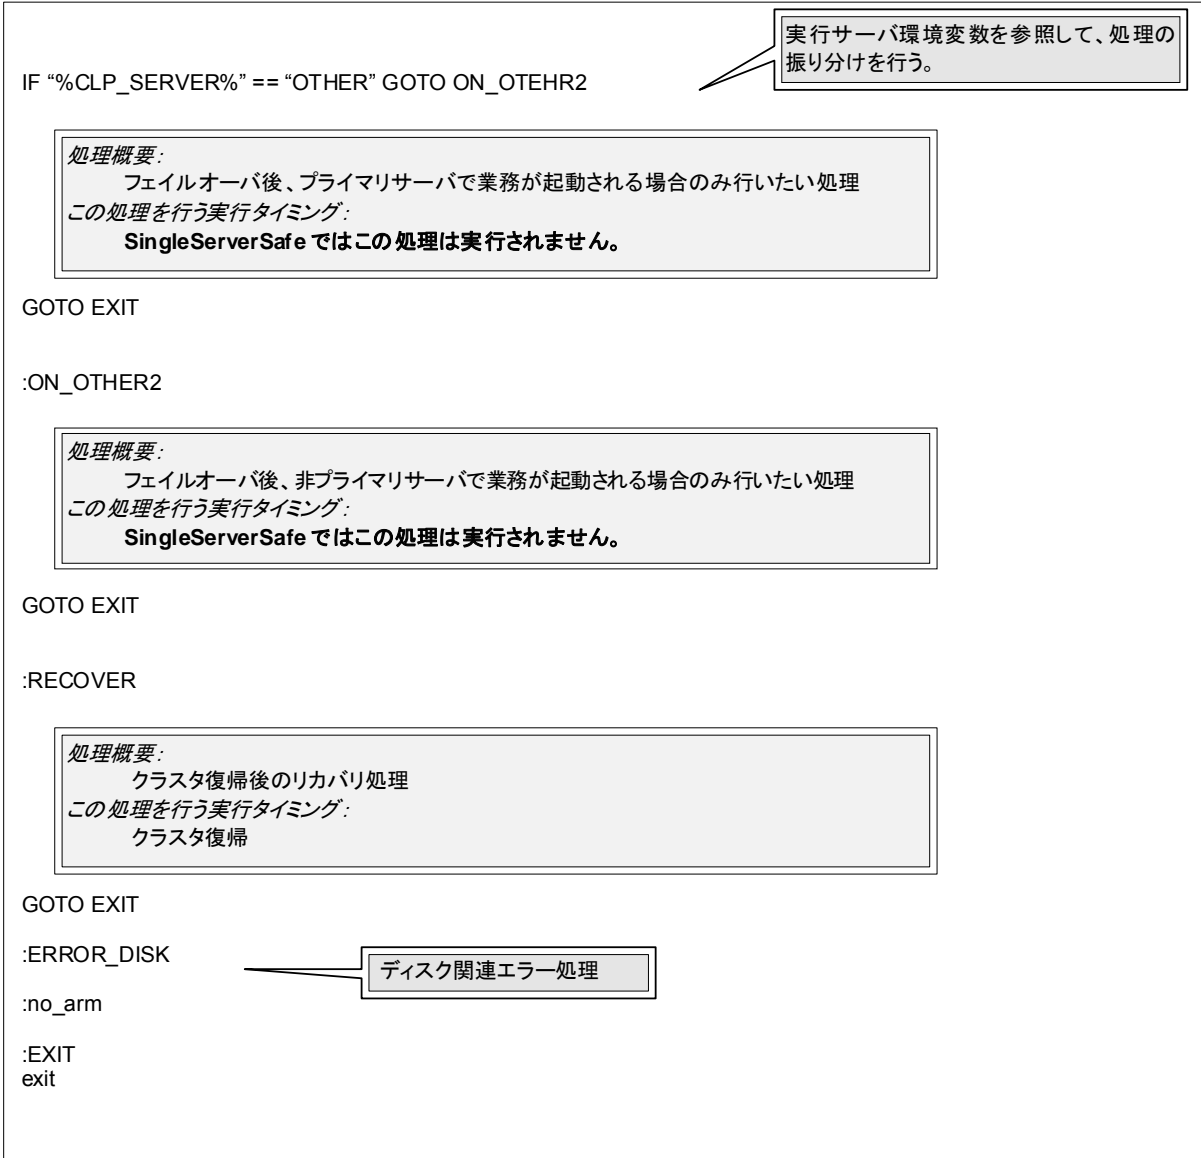 実行サーバ環境変数を参照して、処理の
振り分けを行う。
IF “%CLP_SERVER%” == “OTHER” GOTO ON_OTEHR2
処理概要:
フェイルオーバ後、プライマリサーバで業務が起動される場合のみ行いたい処理
この処理を行う実行タイミング:
SingleServerSafe ではこの処理は実行されません。
GOTO EXIT
:ON_OTHER2
処理概要:
フェイルオーバ後、非プライマリサーバで業務が起動される場合のみ行いたい処理
この処理を行う実行タイミング:
SingleServerSafe ではこの処理は実行されません。
GOTO EXIT
:RECOVER
処理概要:
クラスタ復帰後のリカバリ処理
この処理を行う実行タイミング:
クラスタ復帰
GOTO EXIT
:ERROR_DISK
ディスク関連エラー処理
:no_arm
:EXIT
exit